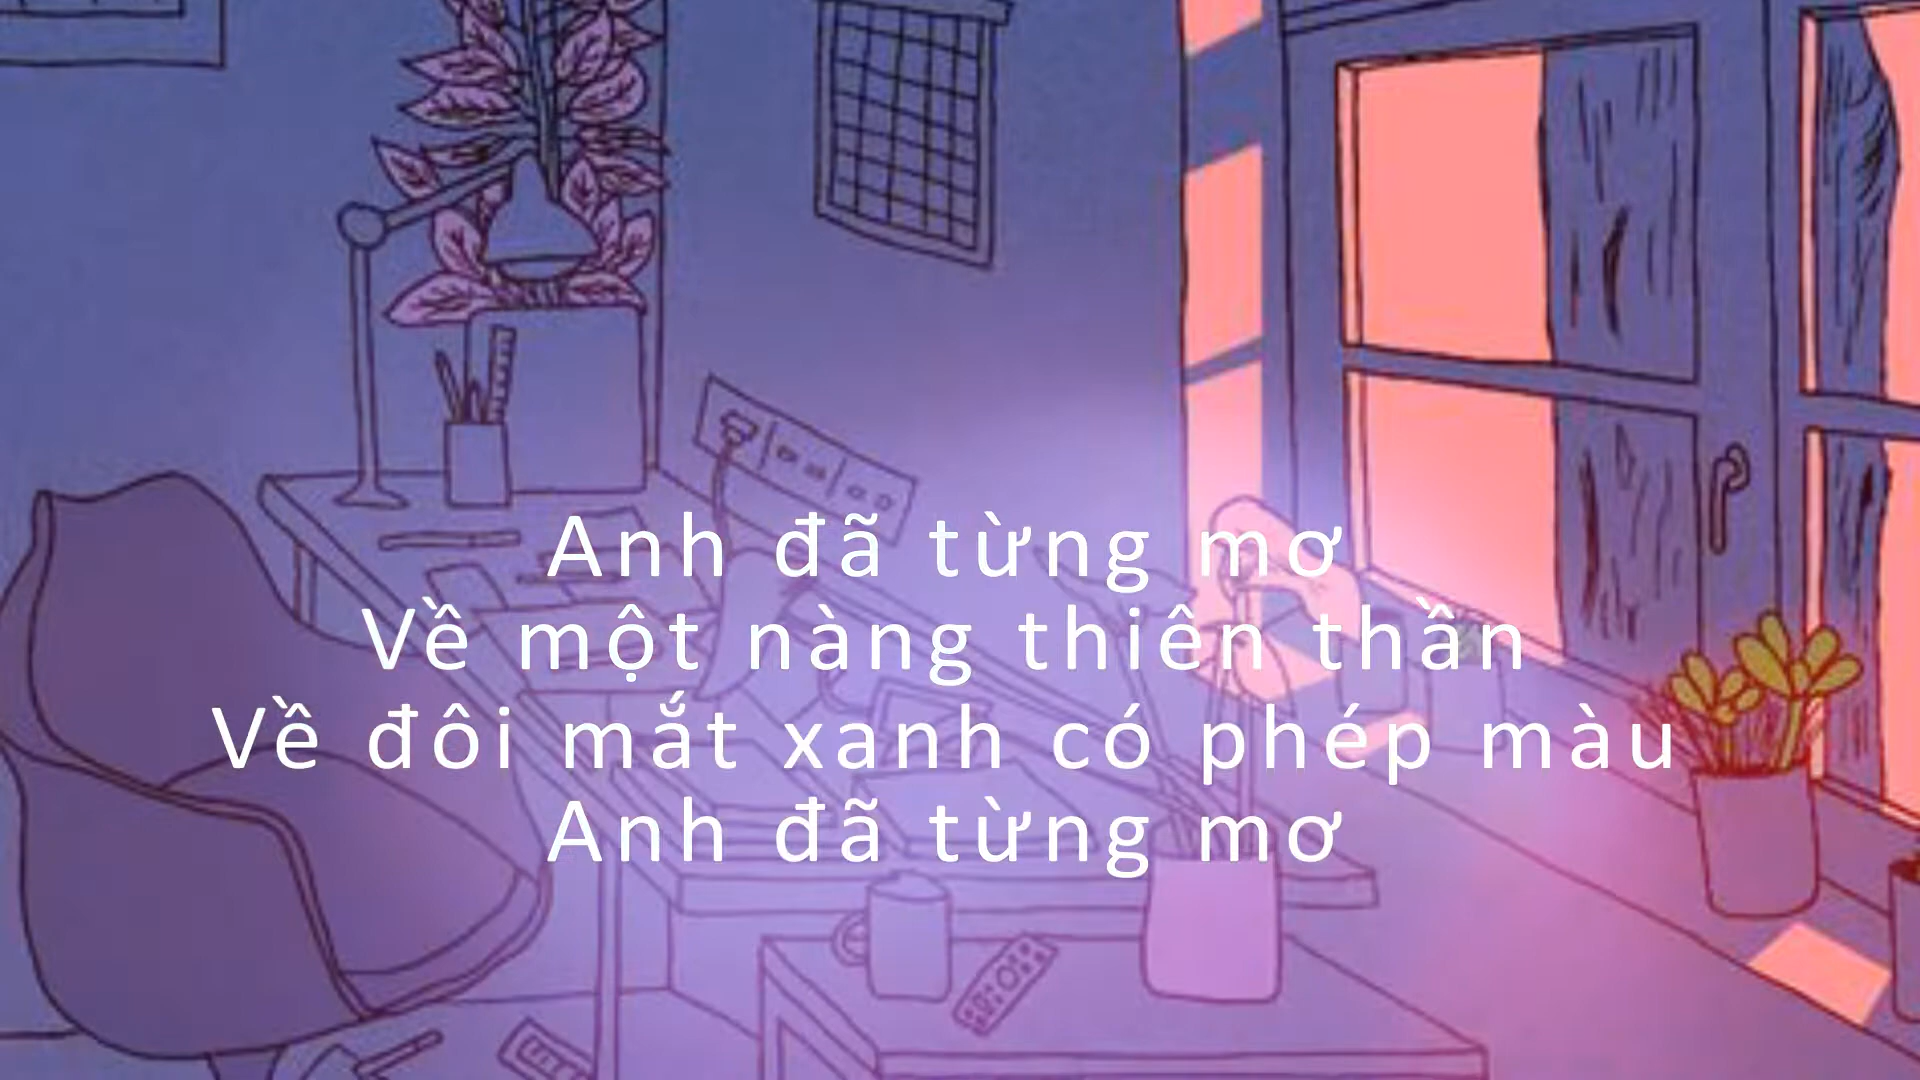 Anh đã từng mơ
Về một nàng thiên thần
Về đôi mắt xanh có phép màu
Anh đã từng mơ